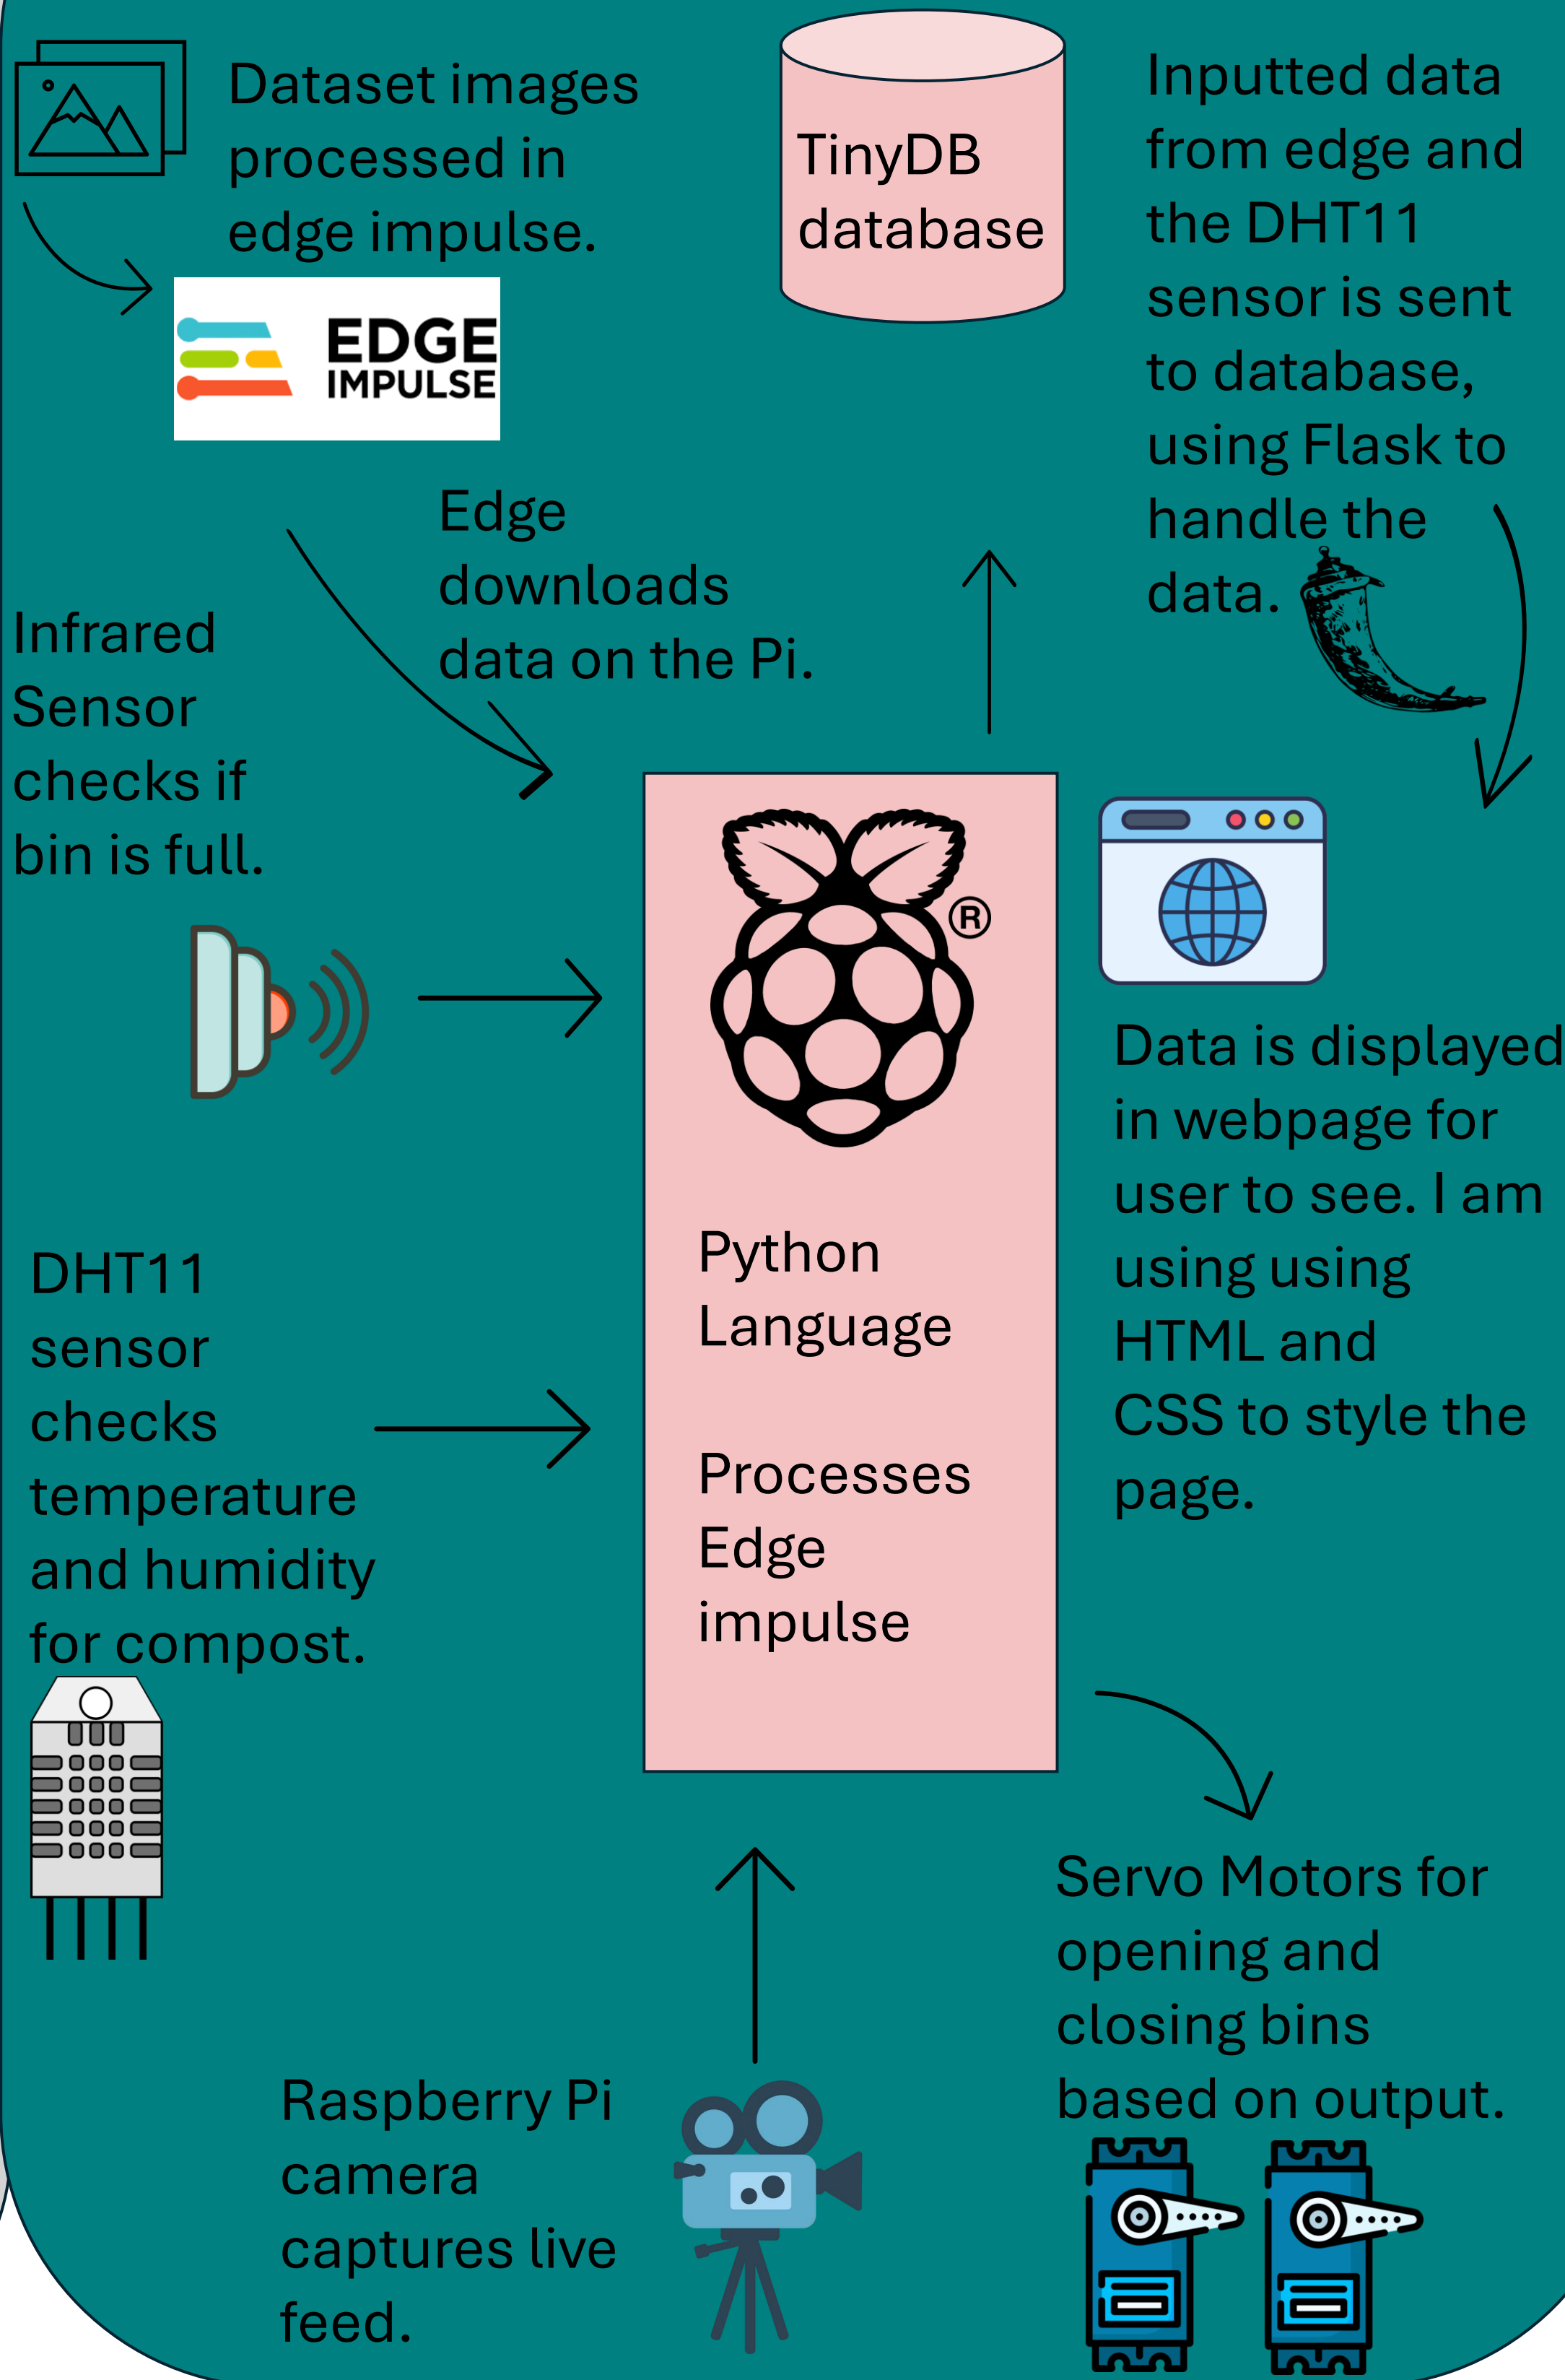 Dataset images
processed in
edge impulse.
EDGE
IMPULSE
TinyDB
database
Inputted data
from edge and
the DHT11
sensor is sent
to database,
using Flask to
handle the
data.
Edge
downloads
data on the Pi.
Infrared
Sensor
checks if
bin is full.
®
Python
Language
Processes
Edge
impulse
Data is displayed
in webpage for
user to see. I am
using using
HTML and
CSS to style the
page.
DHT11
sensor
checks
temperature
and humidity
for compost.
Servo Motors for
opening and
closing bins
based on output.
Raspberry Pi
camera
captures live
feed.